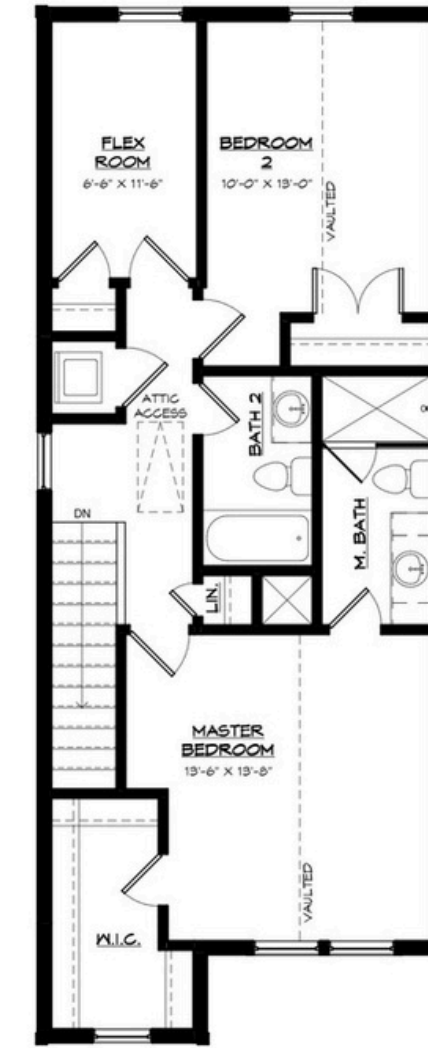 FLEX
ROOM
6'-6" X 11'-6"
BEDROOM
2
10'-0" X 13'-0"
VAULTED
ATTIC
ACCESS
BATH 2
DN
M. BATH
LIN.
MASTER
BEDROOM
13'-6" X 13'-8"
VAULTED
W.I.C.